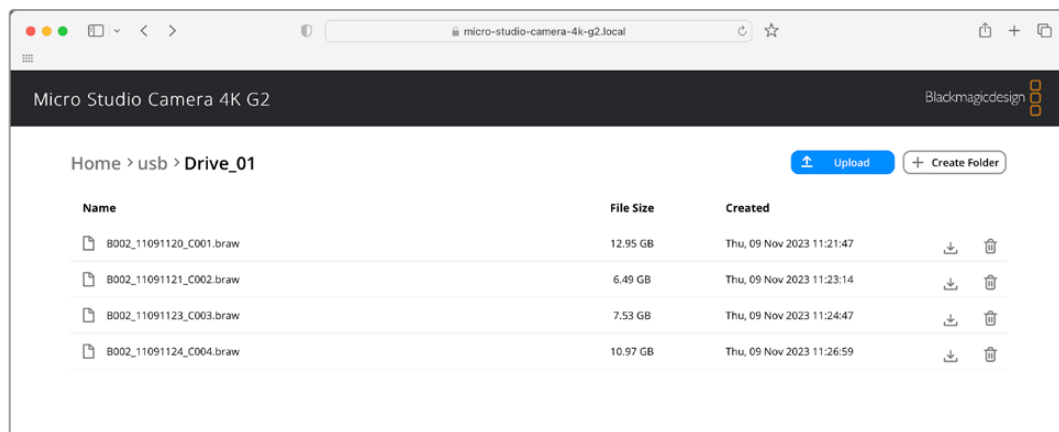 micro-studio-camera-4k-g2.local
Micro Studio Camera 4K G2
Blackmagicdesign
Home > usb > Drive_01
Upload
+ Create Folder
Name File Size Created
B002_11091120_C001.braw 12.95 GB Thu, 09 Nov 2023 11:21:47
B002_11091121_C002.braw 6.49 GB Thu, 09 Nov 2023 11:23:14
B002_11091123_C003.braw 7.53 GB Thu, 09 Nov 2023 11:24:47
B002_11091124_C004.braw 10.97 GB Thu, 09 Nov 2023 11:26:59